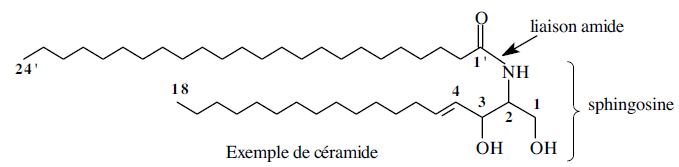 O
liaison amide
24'
1'
NH
18
4
3
2
1
sphingosine
OH
OH
Exemple de céramide